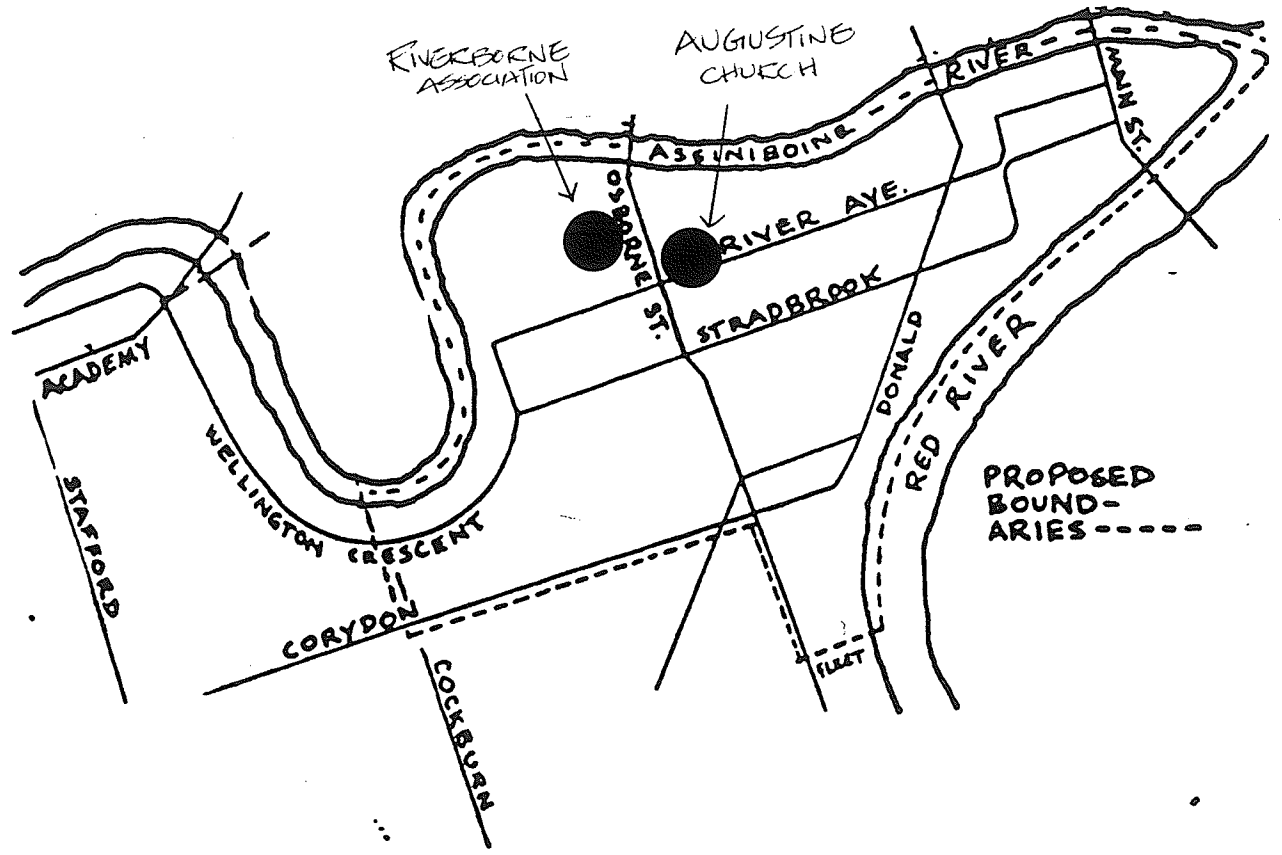 RIVERBORNE
ASSOCIATION
AUGUSTINE
CHURCH
RIVER
MAIN ST.
ASSINIBOINE
OSBORNE ST.
RIVER AVE.
STRADBROOK
ACADEMY
DONALD
RED RIVER
WELLINGTON CRESCENT
STAFFORD
PROPOSED
BOUND-
ARIES
CORYDON
FLEET
COCKBURN